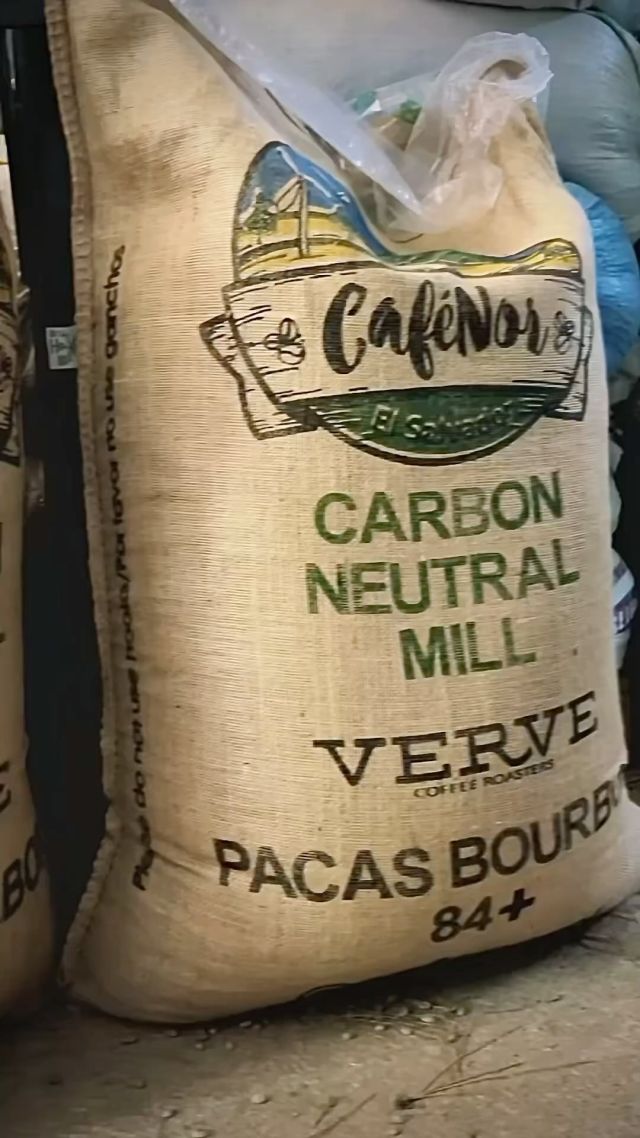 CaféNor
El Salvador
CARBON
NEUTRAL
MILL
VERVE
COFFEE ROASTERS
PACAS BOURBO
84+
Please do not use hooks/Por favor no use ganchos
BO